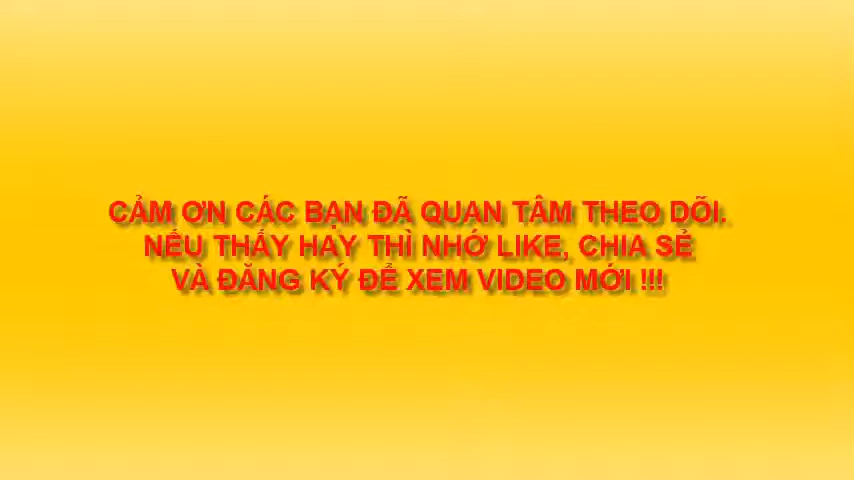 CẢM ƠN CÁC BẠN ĐÃ QUAN TÂM THEO DÕI.
NẾU THẤY HAY THÌ NHỚ LIKE, CHIA SẺ
VÀ ĐĂNG KÝ ĐỂ XEM VIDEO MỚI !!!